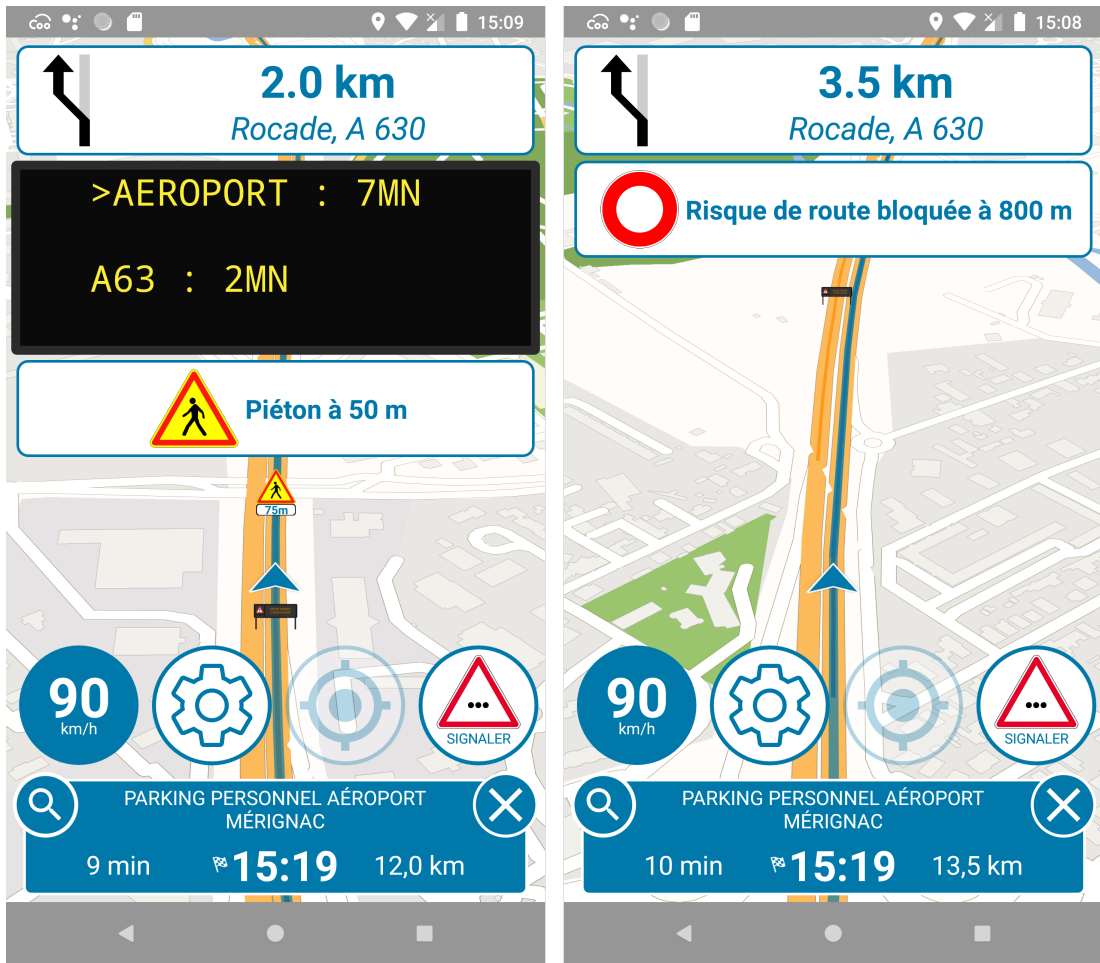 15:09
2.0 km
Rocade, A 630
>AEROPORT : 7MN
A63 : 2MN
Piéton à 50 m
75m
90
km/h
SIGNALER
PARKING PERSONNEL AÉROPORT
MÉRIGNAC
9 min
15:19
12,0 km
15:08
3.5 km
Rocade, A 630
Risque de route bloquée à 800 m
90
km/h
SIGNALER
PARKING PERSONNEL AÉROPORT
MÉRIGNAC
10 min
15:19
13,5 km